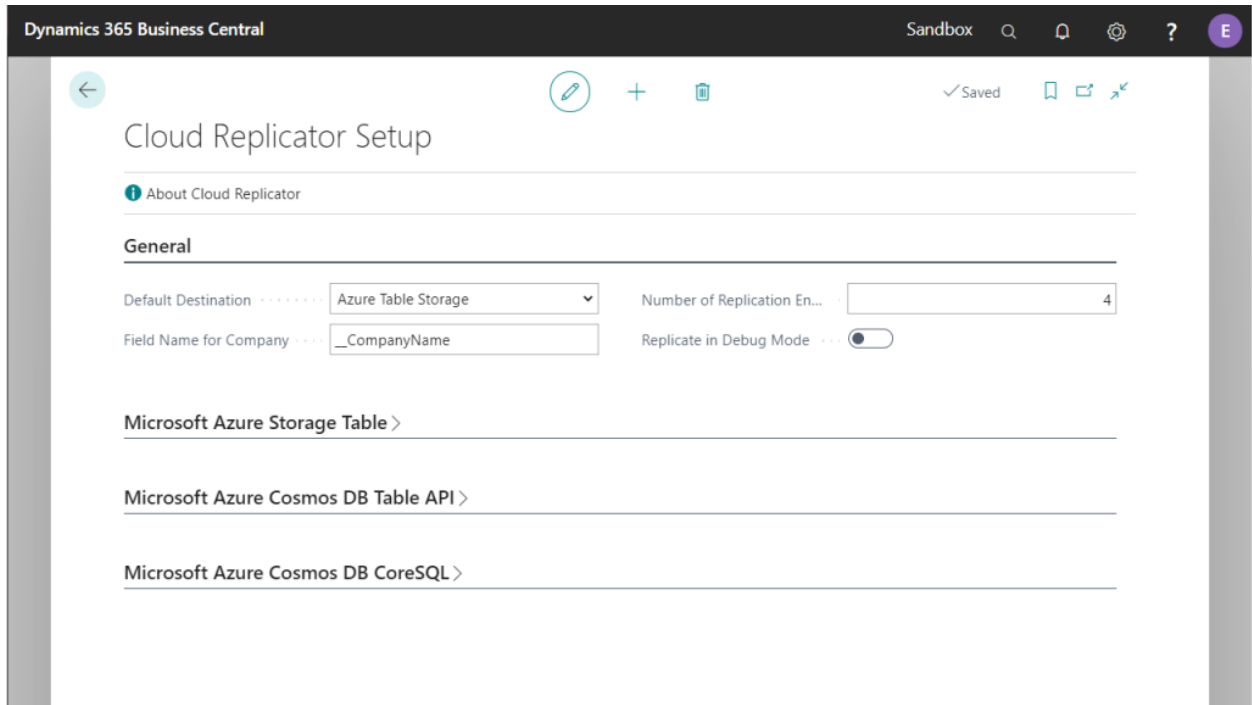 Dynamics 365 Business Central Sandbox ? E
Saved
Cloud Replicator Setup
About Cloud Replicator
General
Default Destination Azure Table Storage Number of Replication En... 4
Field Name for Company __CompanyName Replicate in Debug Mode
Microsoft Azure Storage Table
Microsoft Azure Cosmos DB Table API
Microsoft Azure Cosmos DB CoreSQL